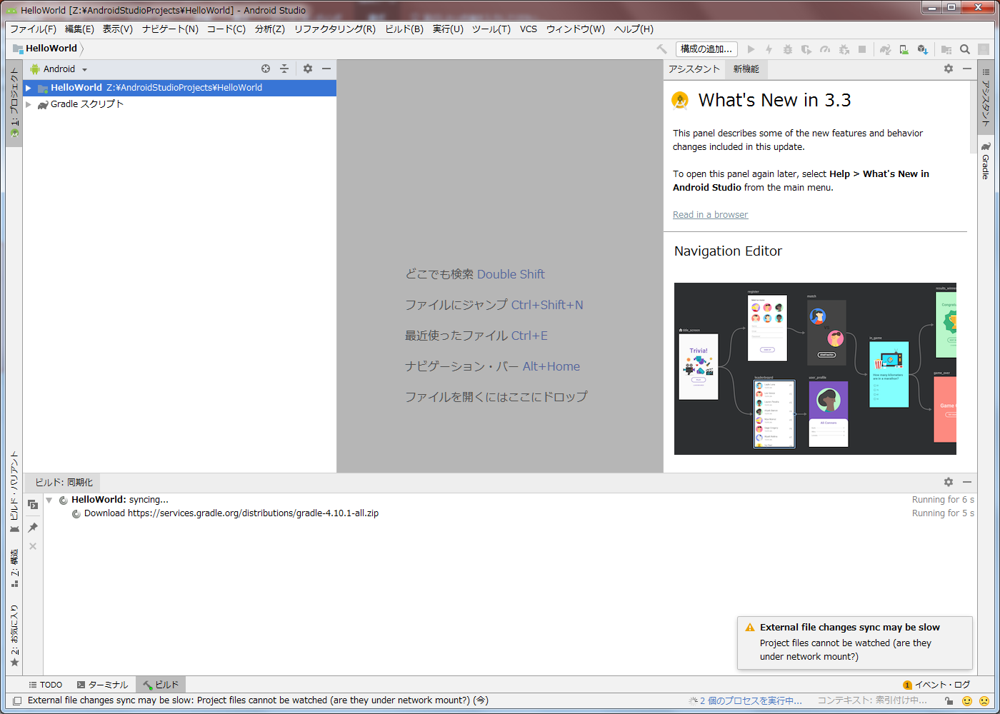 HelloWorld [Z:¥AndroidStudioProjects¥HelloWorld] - Android Studio
ファイル(F) 編集(E) 表示(V) ナビゲート(N) コード(C) 分析(Z) リファクタリング(R) ビルド(B) 実行(U) ツール(T) VCS ウィンドウ(W) ヘルプ(H)
HelloWorld
構成の追加...
1: プロジェクト
Android
HelloWorld Z:¥AndroidStudioProjects¥HelloWorld
Gradle スクリプト
どこでも検索 Double Shift
ファイルにジャンプ Ctrl+Shift+N
最近使ったファイル Ctrl+E
ナビゲーション・バー Alt+Home
ファイルを開くにはここにドロップ
アシスタント 新機能
What's New in 3.3
This panel describes some of the new features and behavior
changes included in this update.
To open this panel again later, select Help > What's New in
Android Studio from the main menu.
Read in a browser
Navigation Editor
register
match
results_winner
title_screen
Trivia!
in_game
How many kilometers
are in a marathon?
leaderboard
user_profile
game_over
アシスタント
Gradle
ビルド・バリアント
7: 構造
2: お気に入り
ビルド: 同期化
HelloWorld: syncing... Running for 6 s
Download https://services.gradle.org/distributions/gradle-4.10.1-all.zip Running for 5 s
External file changes sync may be slow
Project files cannot be watched (are they
under network mount?)
TODO ターミナル ビルド 1 イベント・ログ
External file changes sync may be slow: Project files cannot be watched (are they under network mount?) (今) 2 個のプロセスを実行中... コンテキスト: 索引付け中...